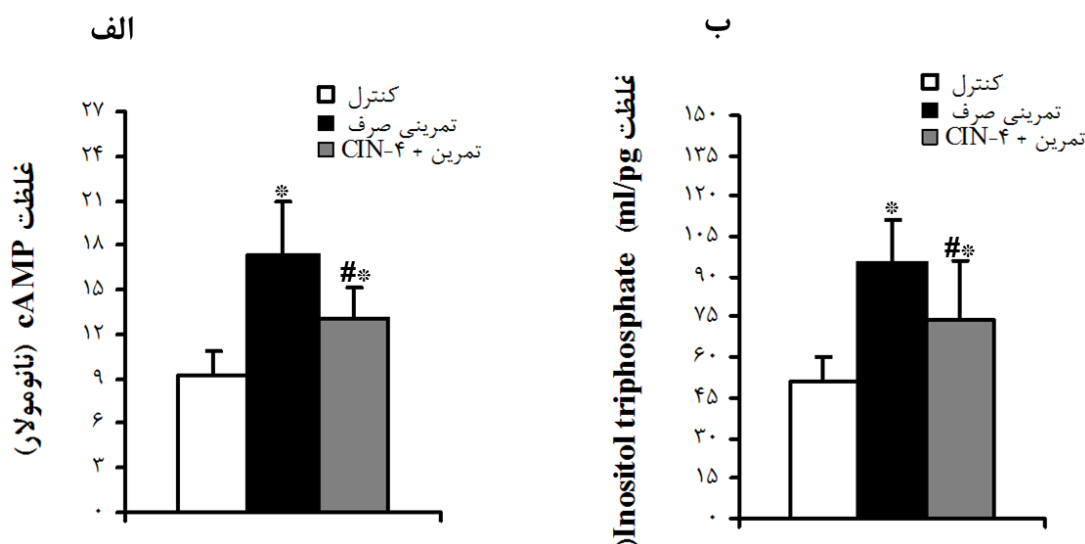 الف
غلظت cAMP (نانومولار)
کنترل
تمرینی صرف
تمرین + CIN-۴
۲۷
۲۴
۲۱
۱۸
۱۵
۱۲
۹
۶
۳
۰
*
#*
ب
غلظت Inositol triphosphate (ml/pg)
کنترل
تمرینی صرف
تمرین + CIN-۴
۱۵۰
۱۳۵
۱۲۰
۱۰۵
۹۰
۷۵
۶۰
۴۵
۳۰
۱۵
۰
*
#*